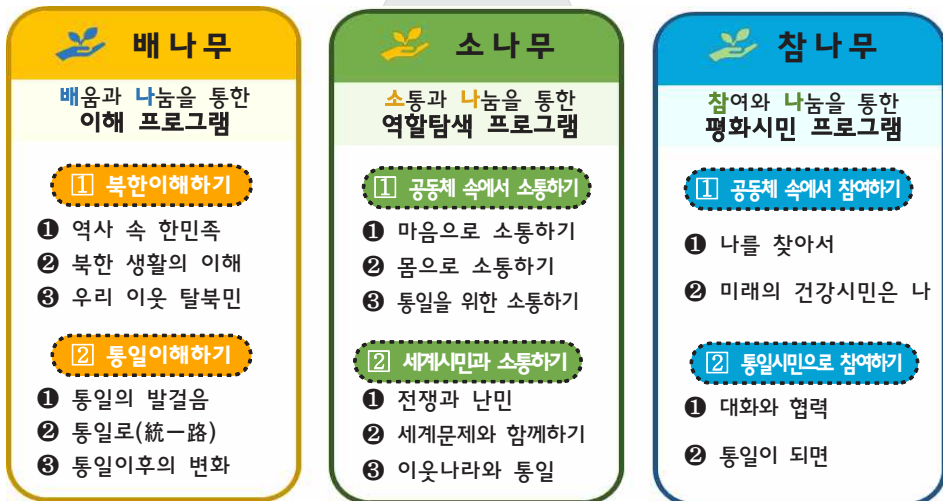 배나무
배움과 나눔을 통한
이해 프로그램
1 북한이해하기
❶ 역사 속 한민족
❷ 북한 생활의 이해
❸ 우리 이웃 탈북민
2 통일이해하기
❶ 통일의 발걸음
❷ 통일로(統一路)
❸ 통일이후의 변화
소나무
소통과 나눔을 통한
역할탐색 프로그램
1 공동체 속에서 소통하기
❶ 마음으로 소통하기
❷ 몸으로 소통하기
❸ 통일을 위한 소통하기
2 세계시민과 소통하기
❶ 전쟁과 난민
❷ 세계문제와 함께하기
❸ 이웃나라와 통일
참나무
참여와 나눔을 통한
평화시민 프로그램
1 공동체 속에서 참여하기
❶ 나를 찾아서
❷ 미래의 건강시민은 나
2 통일시민으로 참여하기
❶ 대화와 협력
❷ 통일이 되면